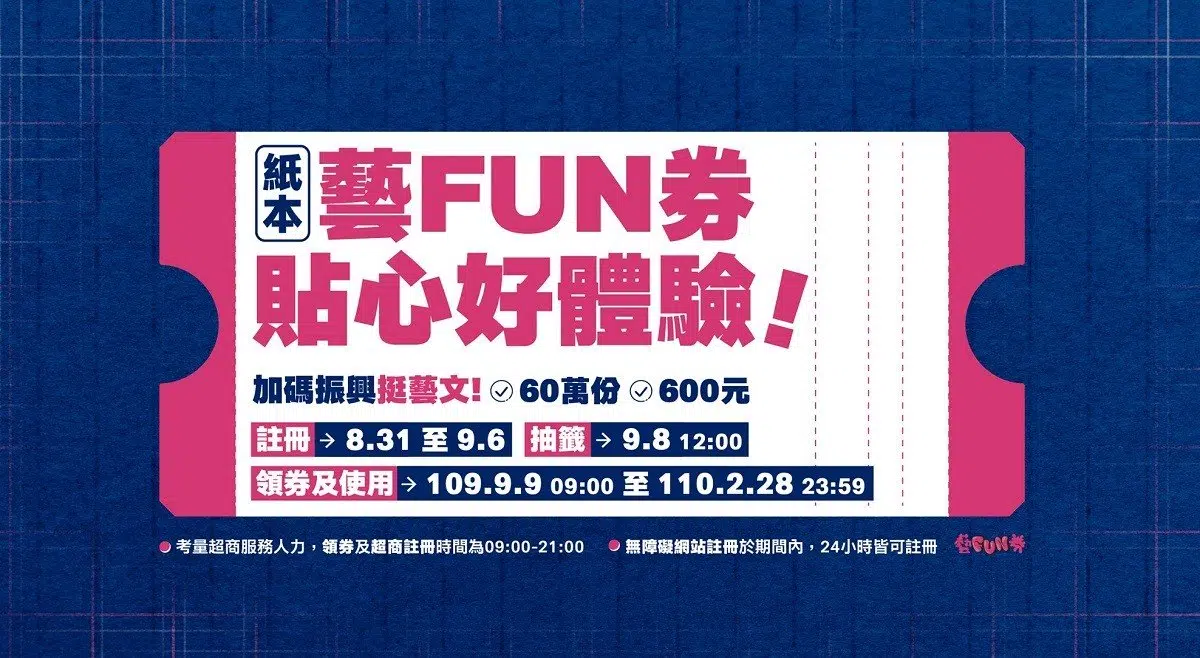 紙本 藝FUN券
貼心好體驗！
加碼振興挺藝文! 60萬份 600元
註冊 → 8.31 至 9.6 抽籤 → 9.8 12:00
領券及使用 → 109.9.9 09:00 至 110.2.28 23:59
考量超商服務人力，領券及超商註冊時間為09:00-21:00 無障礙網站註冊於期間內，24小時皆可註冊 藝FUN券